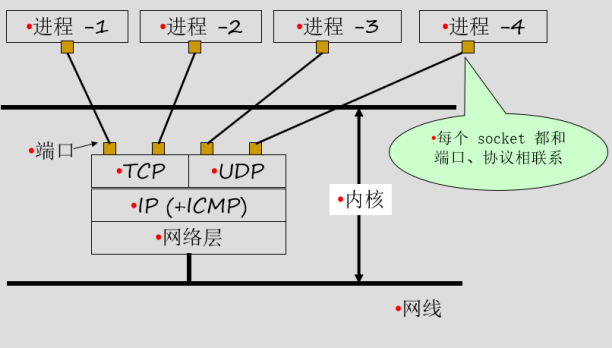 •进程 -1
•进程 -2
•进程 -3
•进程 -4
•每个 socket 都和
端口、协议相联系
•端口
•TCP
•UDP
•IP (+ICMP)
•内核
•网络层
•网线